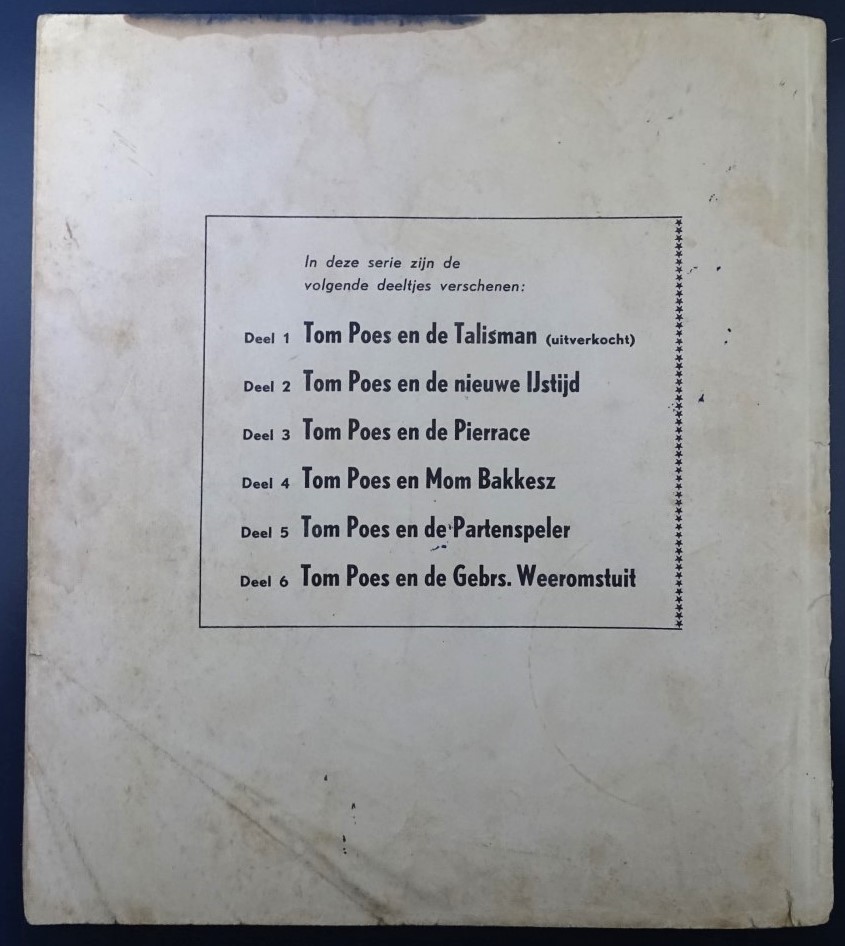 In deze serie zijn de
volgende deeltjes verschenen:
Deel 1 Tom Poes en de Talisman (uitverkocht)
Deel 2 Tom Poes en de nieuwe IJstijd
Deel 3 Tom Poes en de Pierrace
Deel 4 Tom Poes en Mom Bakkesz
Deel 5 Tom Poes en de Partenspeler
Deel 6 Tom Poes en de Gebrs. Weeromstuit